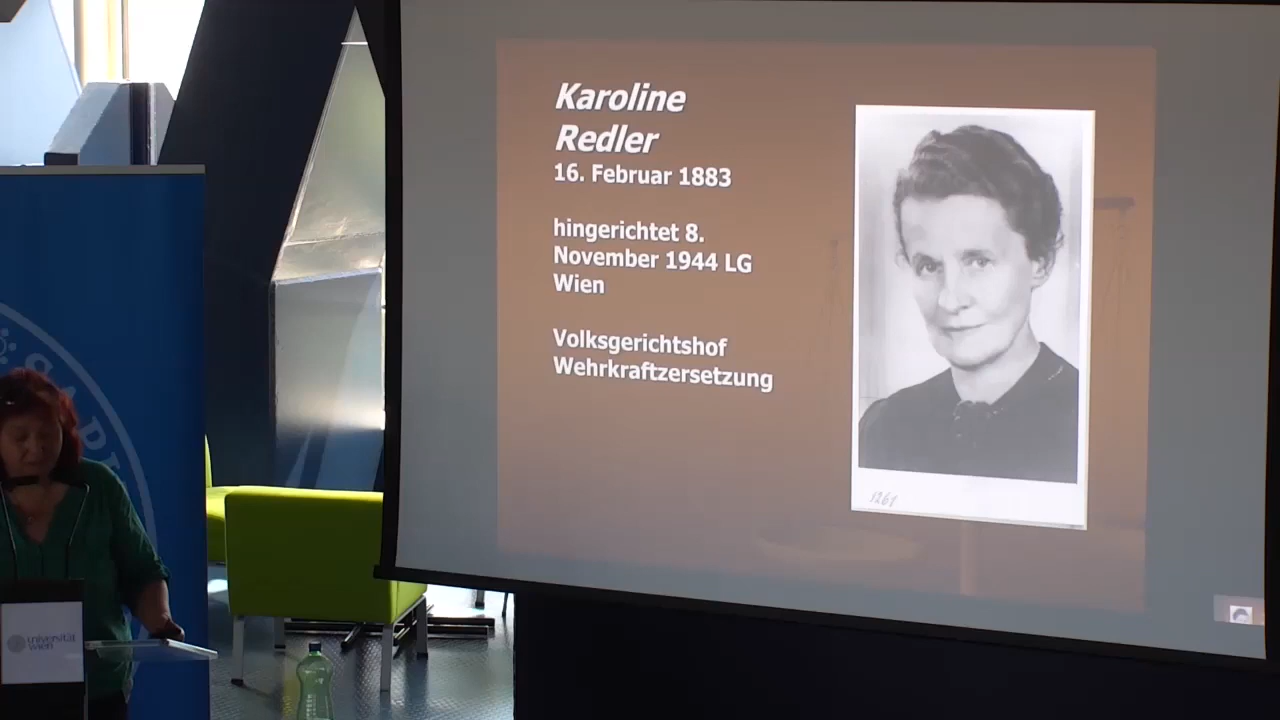 Karoline
Redler
16. Februar 1883
hingerichtet 8.
November 1944 LG
Wien
Volksgerichtshof
Wehrkraftzersetzung
universität
wien